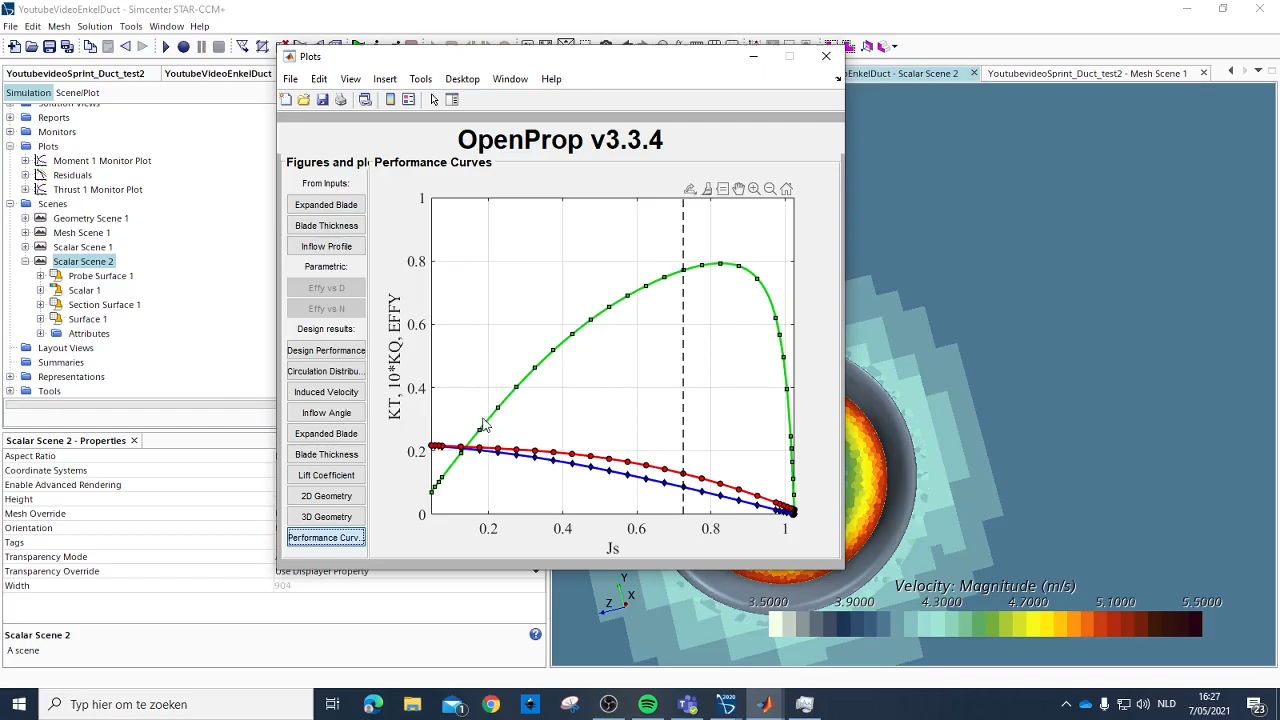 YoutubeVideoEnkelDuct - Simcenter STAR-CCM+
File Edit Mesh Solution Tools Window Help
YoutubevideoSprint_Duct_test2 YoutubeVideoEnkelDuct
EnkelDuct - Scalar Scene 2 YoutubevideoSprint_Duct_test2 - Mesh Scene 1
Simulation Scene/Plot
Solution Views
Reports
Monitors
Plots
Moment 1 Monitor Plot
Residuals
Thrust 1 Monitor Plot
Scenes
Geometry Scene 1
Mesh Scene 1
Scalar Scene 1
Scalar Scene 2
Probe Surface 1
Scalar 1
Section Surface 1
Surface 1
Attributes
Layout Views
Summaries
Representations
Tools
Scalar Scene 2 - Properties
Aspect Ratio
Coordinate Systems
Enable Advanced Rendering
Height
Mesh Override
Orientation
Tags
Transparency Mode
Transparency Override Use Displayer Property
Width 904
Scalar Scene 2
A scene
Plots
File Edit View Insert Tools Desktop Window Help
OpenProp v3.3.4
Figures and pl Performance Curves
From Inputs:
Expanded Blade
Blade Thickness
Inflow Profile
Parametric:
Effy vs D
Effy vs N
Design results:
Design Performance
Circulation Distribu...
Induced Velocity
Inflow Angle
Expanded Blade
Blade Thickness
Lift Coefficient
2D Geometry
3D Geometry
Performance Curv...
KT, 10*KQ, EFFY
1
0.8
0.6
0.4
0.2
0
0.2 0.4 0.6 0.8 1
Js
Y
X
Z
Velocity: Magnitude (m/s)
3.5000 3.9000 4.3000 4.7000 5.1000 5.5000
Typ hier om te zoeken
1
2020
NLD
16:27
7/05/2021
23